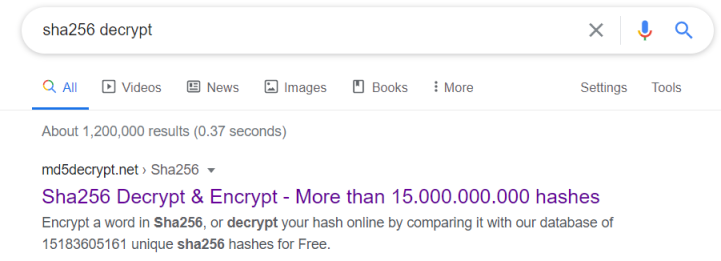 sha256 decrypt
All Videos News Images Books More Settings Tools
About 1,200,000 results (0.37 seconds)
md5decrypt.net › Sha256
Sha256 Decrypt & Encrypt - More than 15.000.000.000 hashes
Encrypt a word in Sha256, or decrypt your hash online by comparing it with our database of
15183605161 unique sha256 hashes for Free.